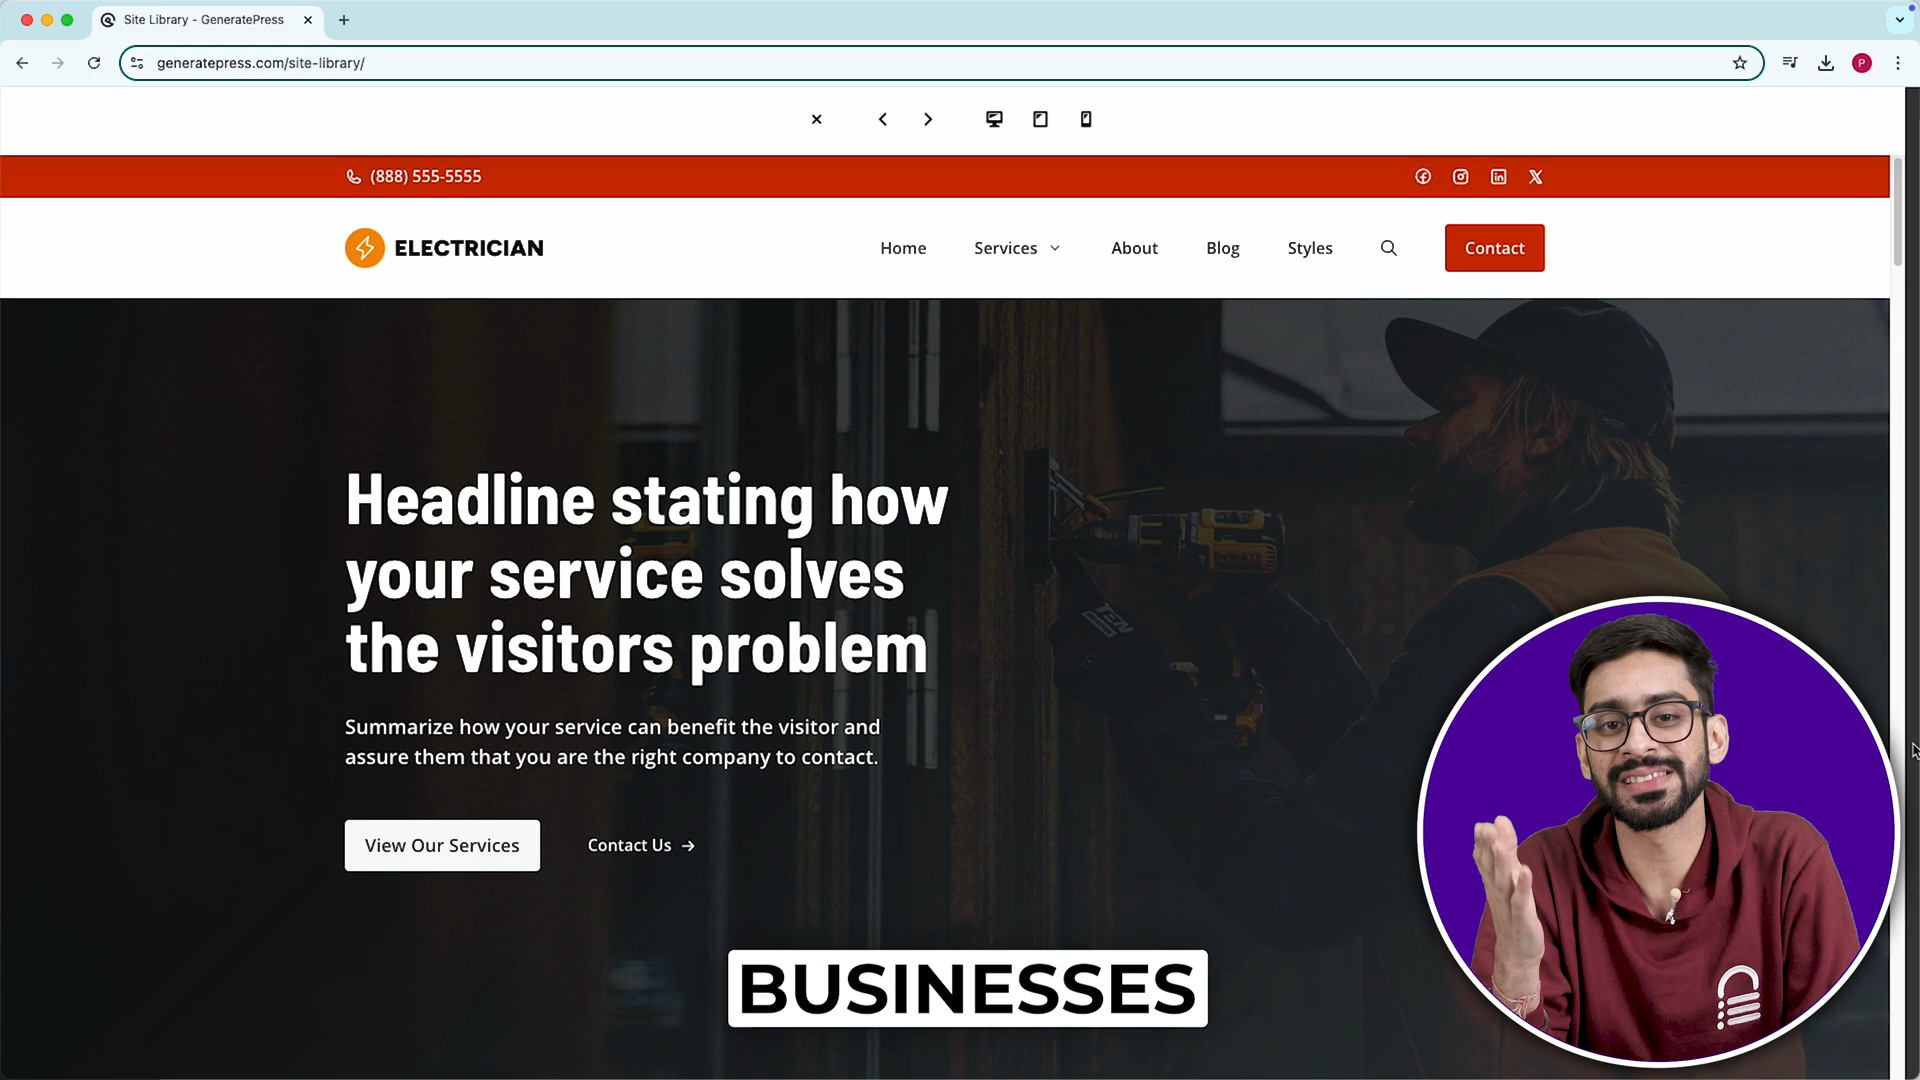 Site Library - GeneratePress
generatepress.com/site-library/
P
(888) 555-5555
ELECTRICIAN
Home
Services
About
Blog
Styles
Contact
Headline stating how
your service solves
the visitors problem
Summarize how your service can benefit the visitor and
assure them that you are the right company to contact.
View Our Services
Contact Us →
BUSINESSES